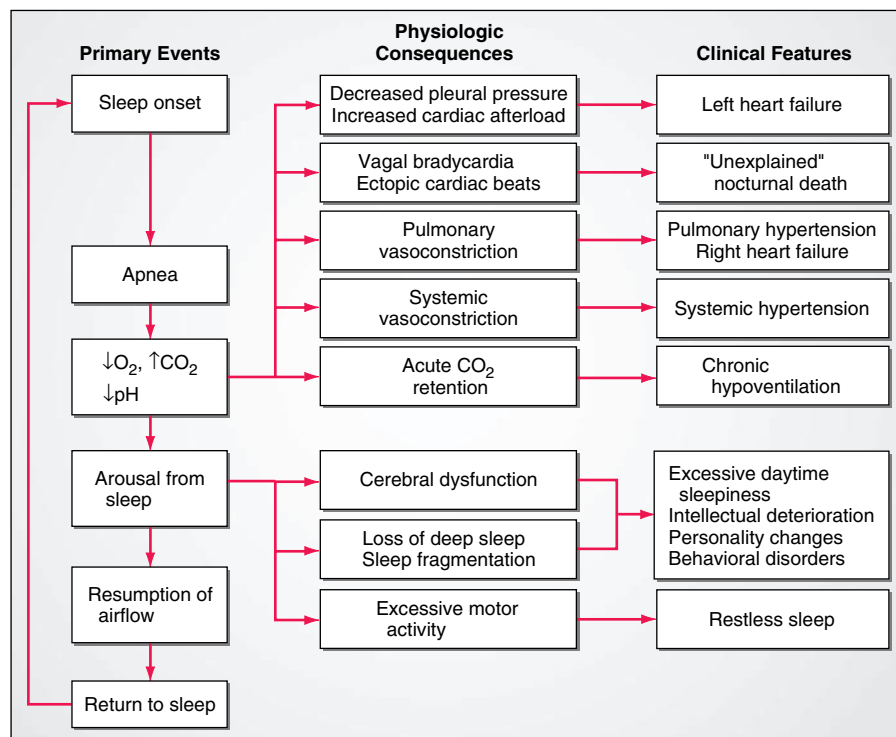 Primary Events
Sleep onset
Apnea
↓O₂, ↑CO₂
↓pH
Arousal from
sleep
Resumption of
airflow
Return to sleep
Physiologic
Consequences
Decreased pleural pressure
Increased cardiac afterload
Vagal bradycardia
Ectopic cardiac beats
Pulmonary
vasoconstriction
Systemic
vasoconstriction
Acute CO₂
retention
Cerebral dysfunction
Loss of deep sleep
Sleep fragmentation
Excessive motor
activity
Clinical Features
Left heart failure
"Unexplained"
nocturnal death
Pulmonary hypertension
Right heart failure
Systemic hypertension
Chronic
hypoventilation
Excessive daytime
sleepiness
Intellectual deterioration
Personality changes
Behavioral disorders
Restless sleep